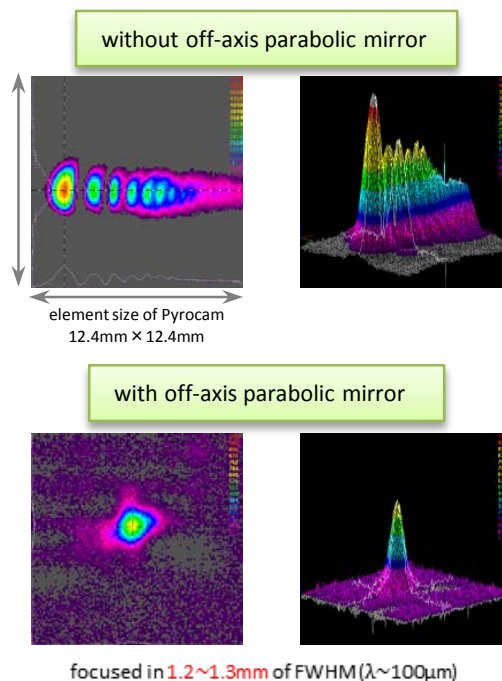 without off-axis parabolic mirror
element size of Pyrocam
12.4mm × 12.4mm
with off-axis parabolic mirror
focused in 1.2~1.3mm of FWHM(λ~100μm)